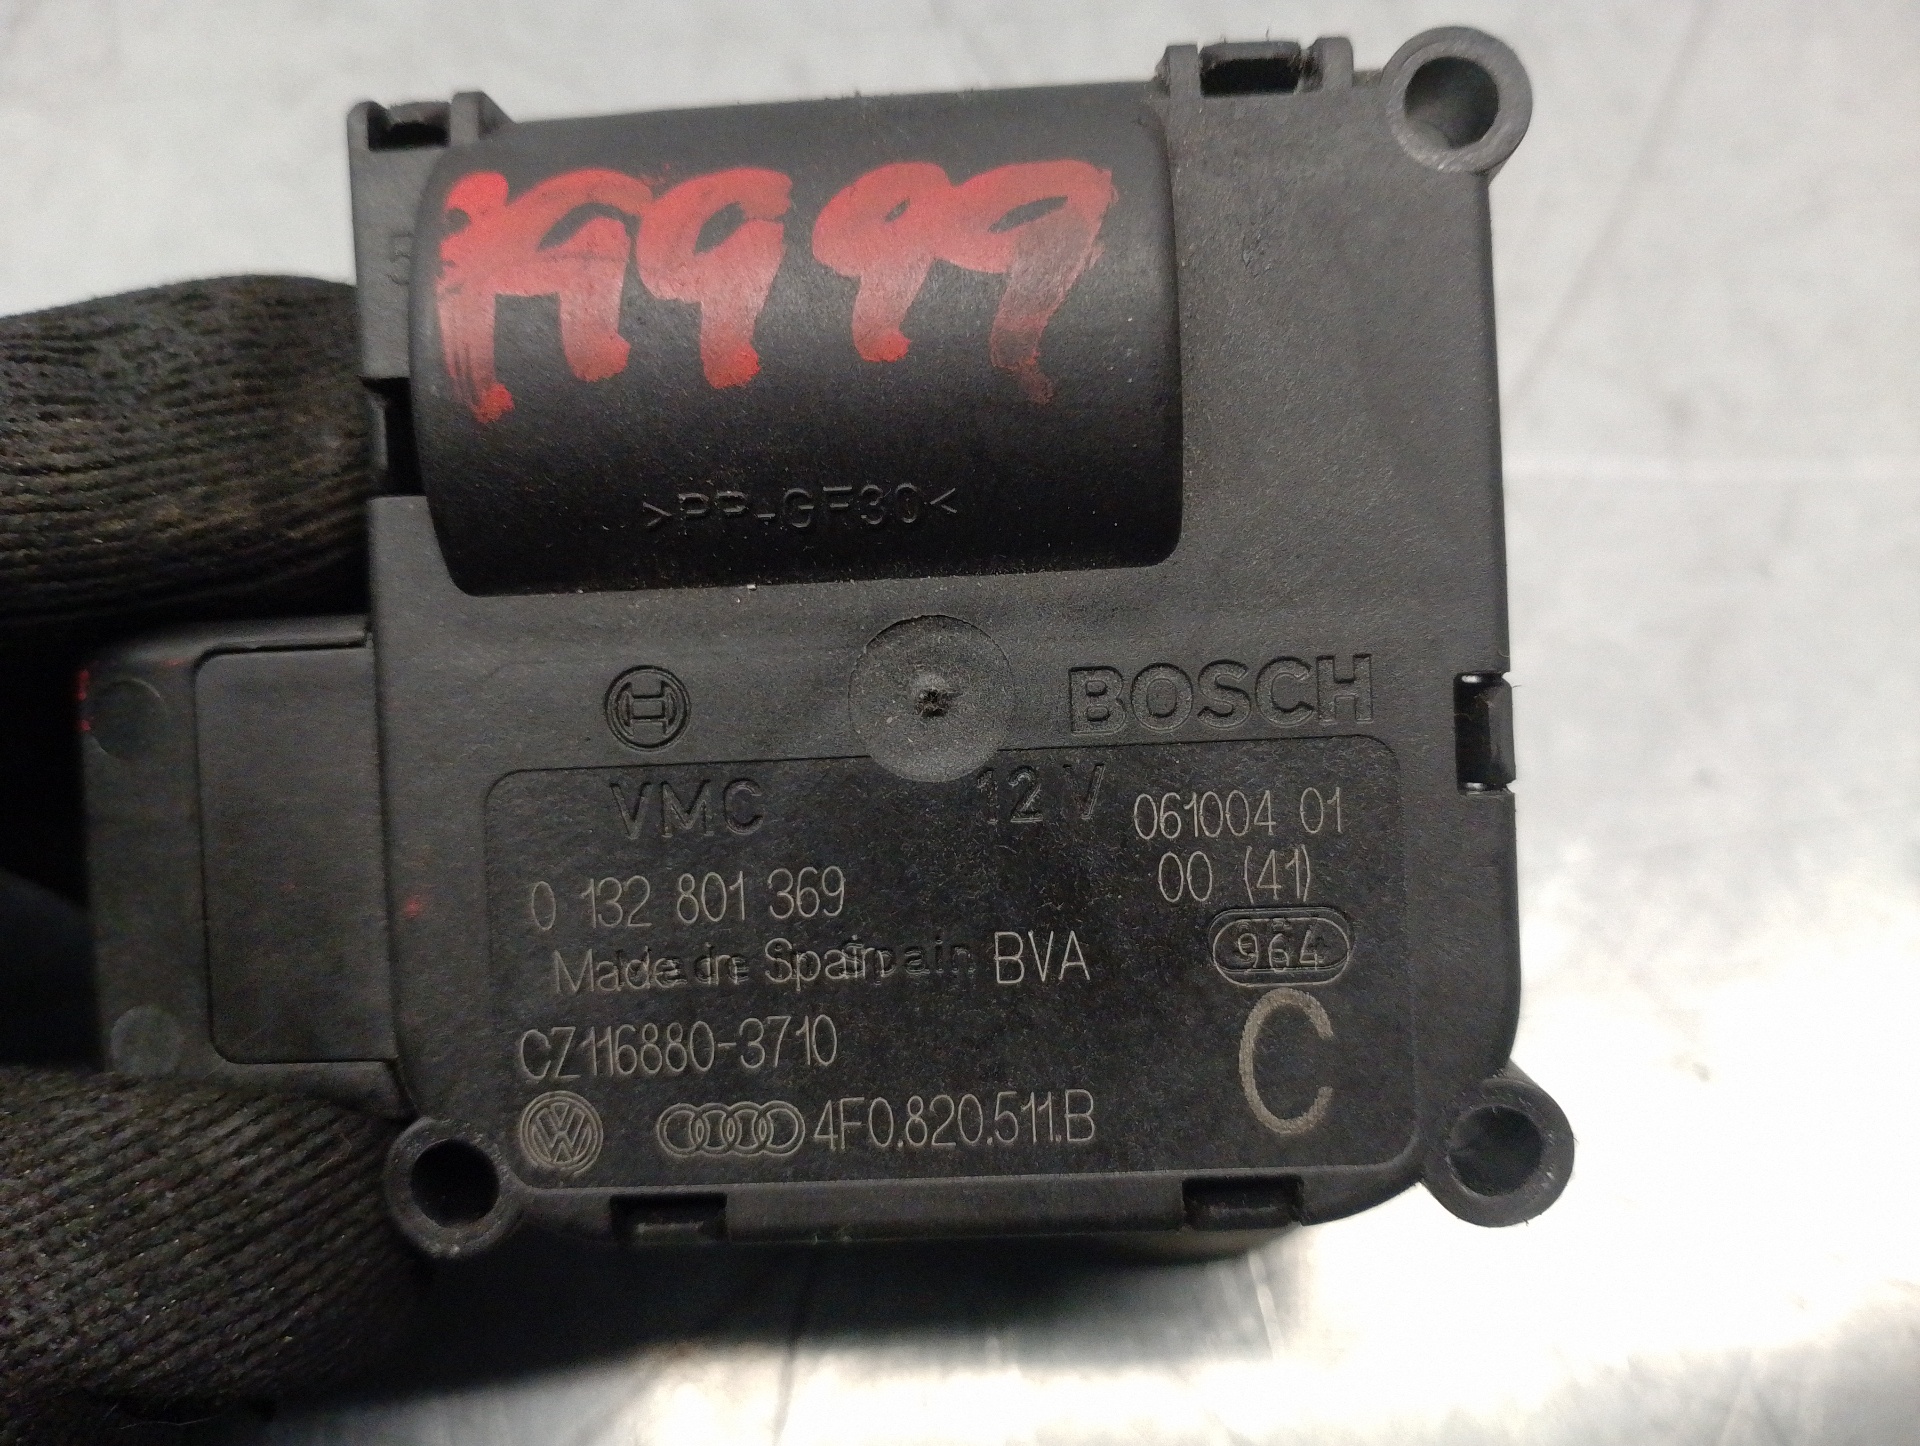 A999
>PP-GF30<
BOSCH
VMC 12 V
061004 01
00 (41)
0 132 801 369
Made in Spain BVA
964
CZ116880-3710
C
4F0.820.511.B